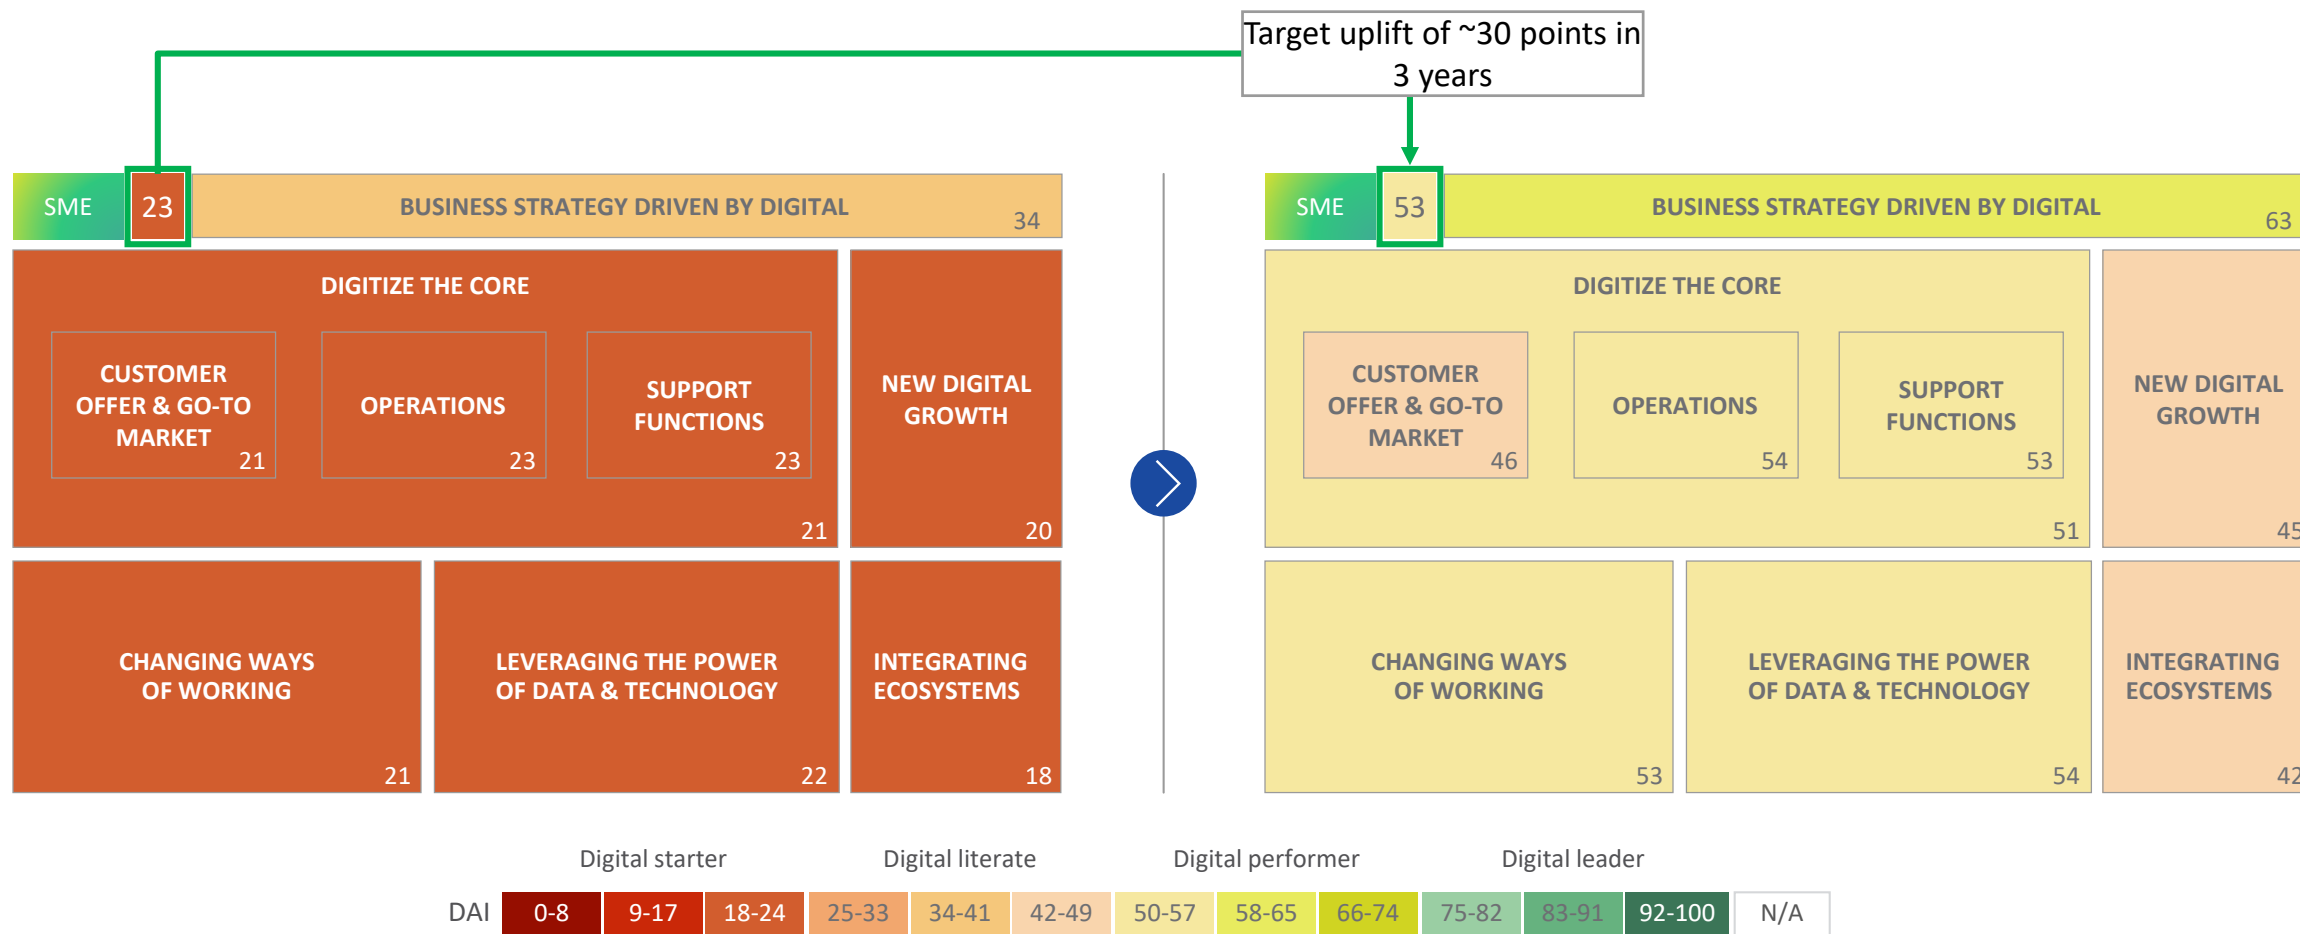 Target uplift of ~30 points in
3 years
SME
23
BUSINESS STRATEGY DRIVEN BY DIGITAL
34
DIGITIZE THE CORE
CUSTOMER
OFFER & GO-TO
MARKET
21
OPERATIONS
23
SUPPORT
FUNCTIONS
23
21
NEW DIGITAL
GROWTH
20
CHANGING WAYS
OF WORKING
21
LEVERAGING THE POWER
OF DATA & TECHNOLOGY
22
INTEGRATING
ECOSYSTEMS
18
SME
53
BUSINESS STRATEGY DRIVEN BY DIGITAL
63
DIGITIZE THE CORE
CUSTOMER
OFFER & GO-TO
MARKET
46
OPERATIONS
54
SUPPORT
FUNCTIONS
53
51
NEW DIGITAL
GROWTH
45
CHANGING WAYS
OF WORKING
53
LEVERAGING THE POWER
OF DATA & TECHNOLOGY
54
INTEGRATING
ECOSYSTEMS
42
Digital starter
Digital literate
Digital performer
Digital leader
DAI
0-8
9-17
18-24
25-33
34-41
42-49
50-57
58-65
66-74
75-82
83-91
92-100
N/A